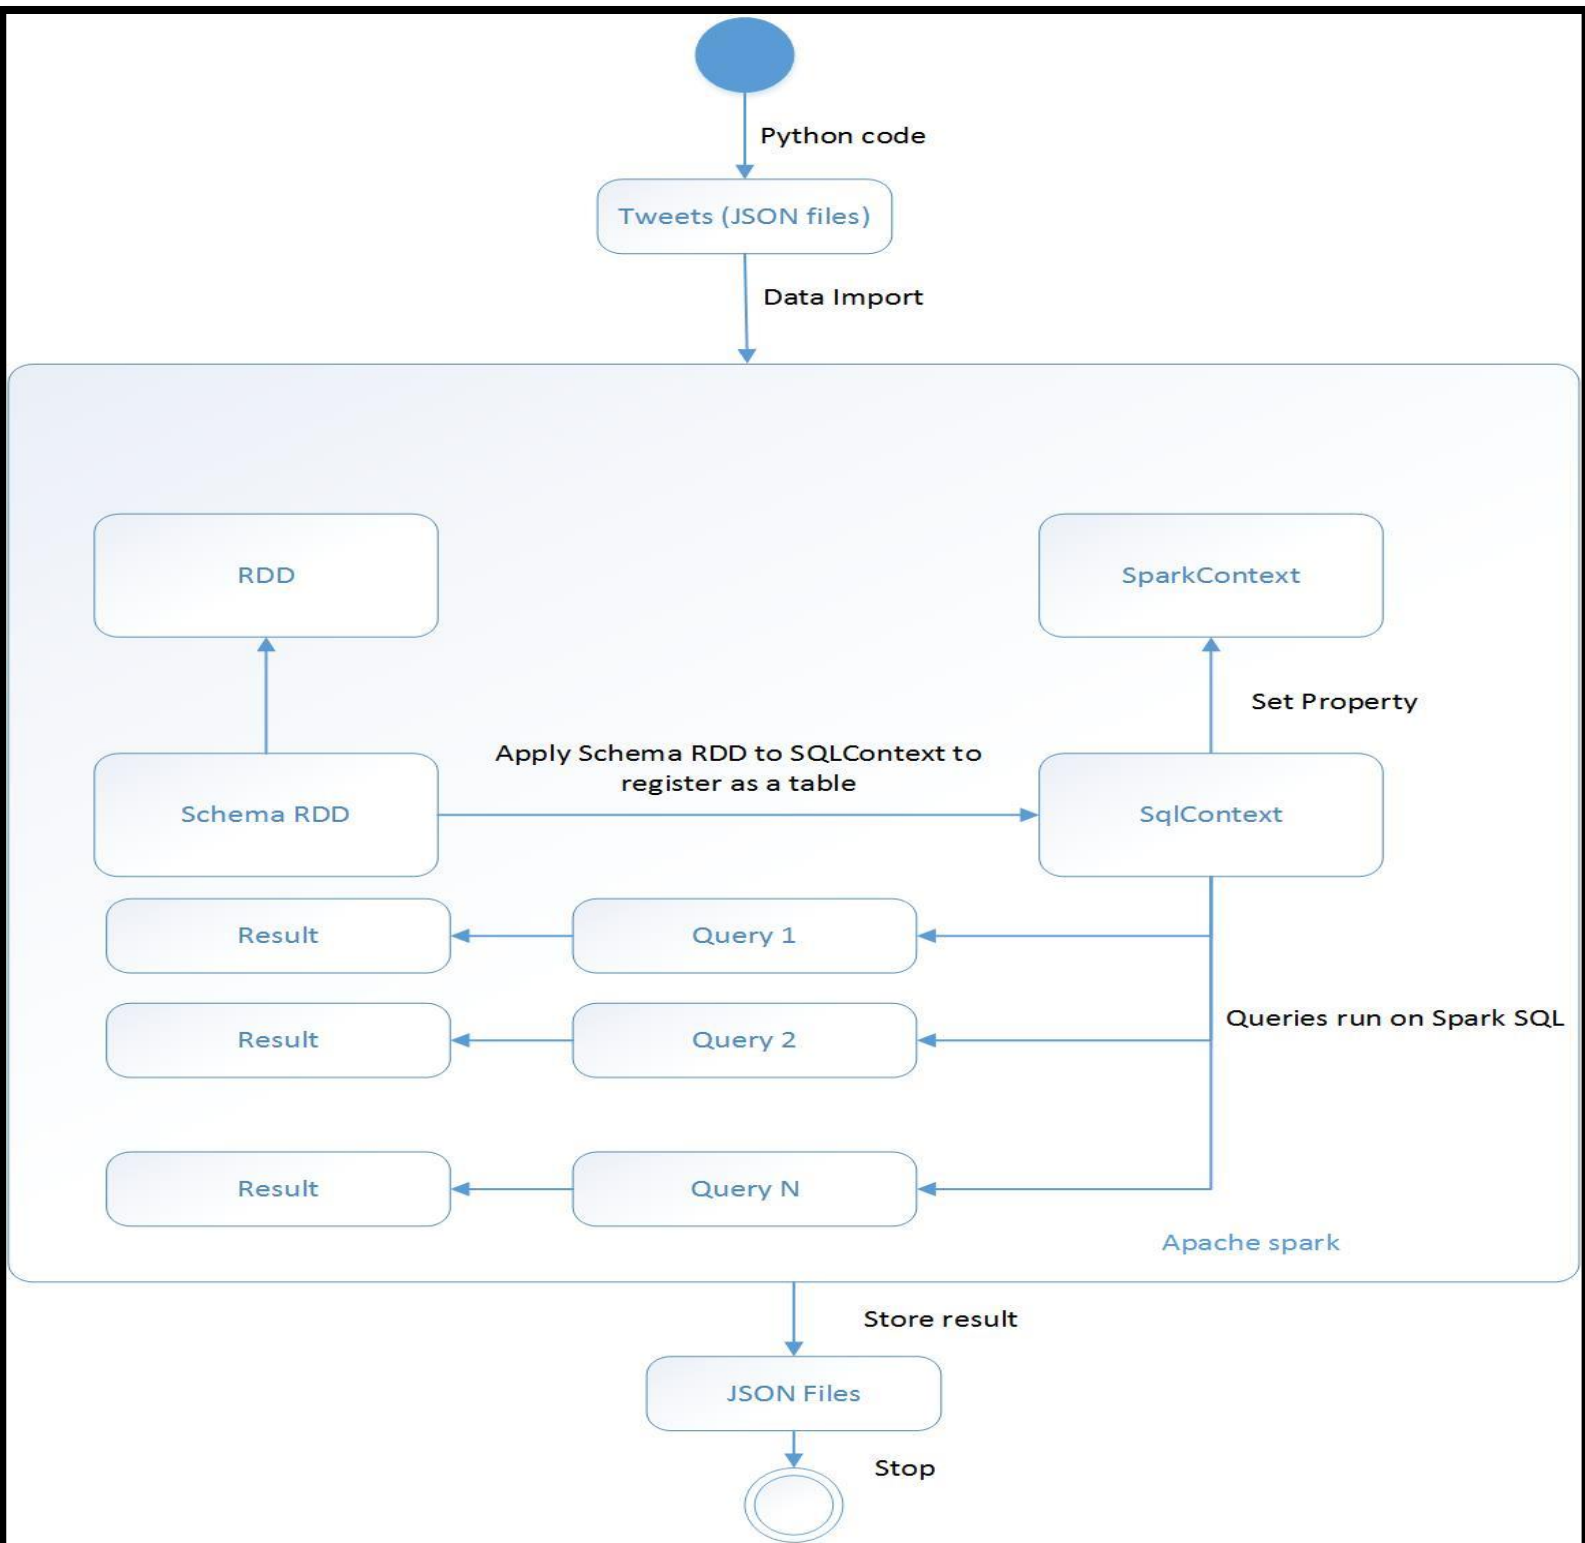 Python code
Tweets (JSON files)
Data Import
RDD
SparkContext
Set Property
Apply Schema RDD to SQLContext to
register as a table
Schema RDD
SqlContext
Result
Query 1
Queries run on Spark SQL
Result
Query 2
Result
Query N
Apache spark
Store result
JSON Files
Stop